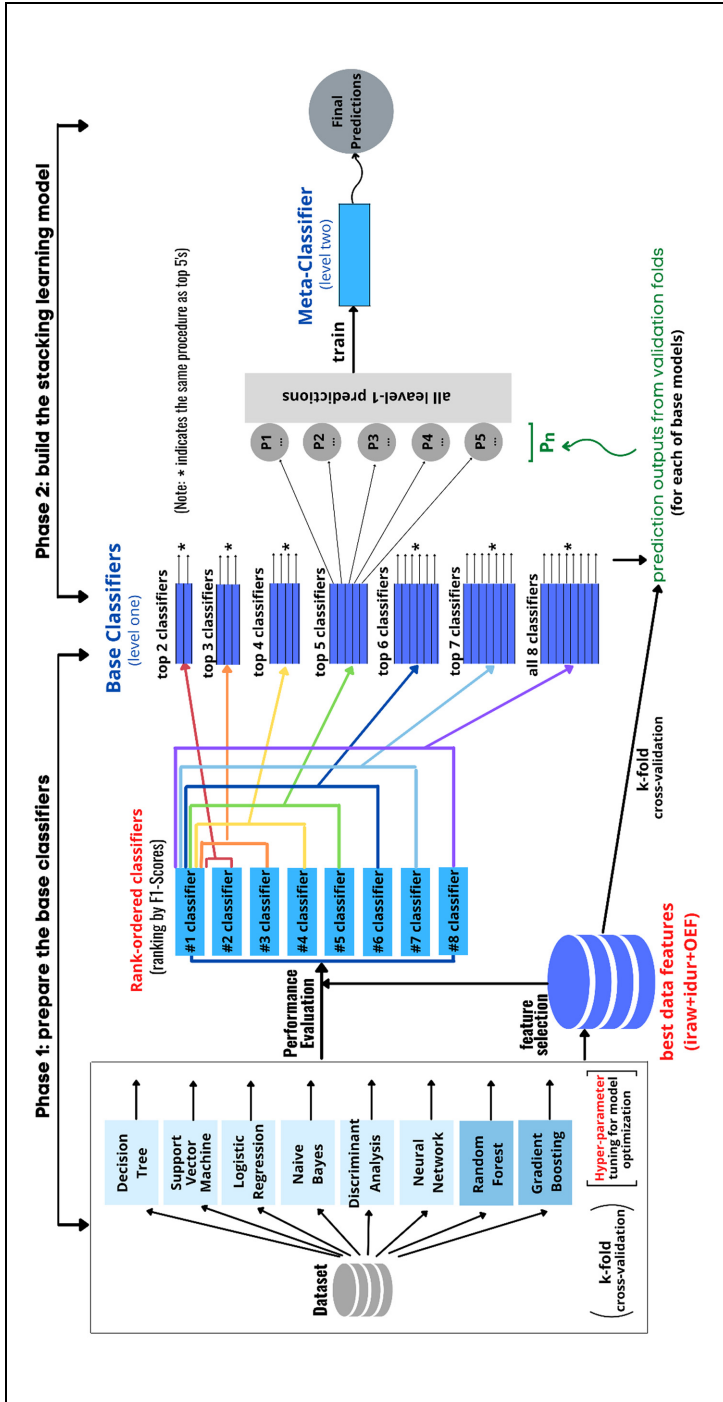 Phase 1: prepare the base classifiers
Phase 2: build the stacking learning model
Dataset
Decision
Tree
Support
Vector
Machine
Logistic
Regression
Naive
Bayes
Discriminant
Analysis
Neural
Network
Random
Forest
Gradient
Boosting
(k-fold
cross-validation)
[Hyper-parameter
tuning for model
optimization]
Performance
Evaluation
feature
selection
best data features
(iraw+idur+OEF)
Rank-ordered classifiers
(ranking by F1-Scores)
#1 classifier
#2 classifier
#3 classifier
#4 classifier
#5 classifier
#6 classifier
#7 classifier
#8 classifier
k-fold
cross-validation
Base Classifiers
(level one)
top 2 classifiers
*
top 3 classifiers
*
top 4 classifiers
*
top 5 classifiers
top 6 classifiers
*
top 7 classifiers
*
all 8 classifiers
*
(Note: * indicates the same procedure as top 5's)
P1
...
P2
...
P3
...
P4
...
P5
...
Pn
prediction outputs from validation folds
(for each of base models)
all leavel-1 predictions
train
Meta-Classifier
(level two)
Final
Predictions